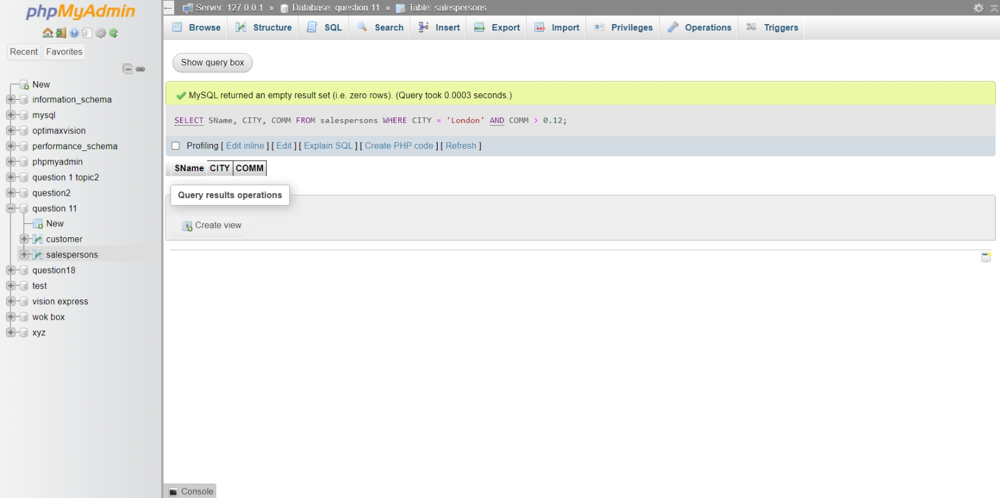 phpMyAdmin
Recent Favorites
New
information_schema
mysql
optimaxvision
performance_schema
phpmyadmin
question 1 topic2
question2
question 11
New
customer
salespersons
question18
test
vision express
wok box
xyz
Server: 127.0.0.1 » Database: question 11 » Table: salespersons
Browse Structure SQL Search Insert Export Import Privileges Operations Triggers
Show query box
MySQL returned an empty result set (i.e. zero rows). (Query took 0.0003 seconds.)
SELECT SName, CITY, COMM FROM salespersons WHERE CITY = 'London' AND COMM > 0.12;
Profiling [ Edit inline ] [ Edit ] [ Explain SQL ] [ Create PHP code ] [ Refresh ]
SName CITY COMM
Query results operations
Create view
Console